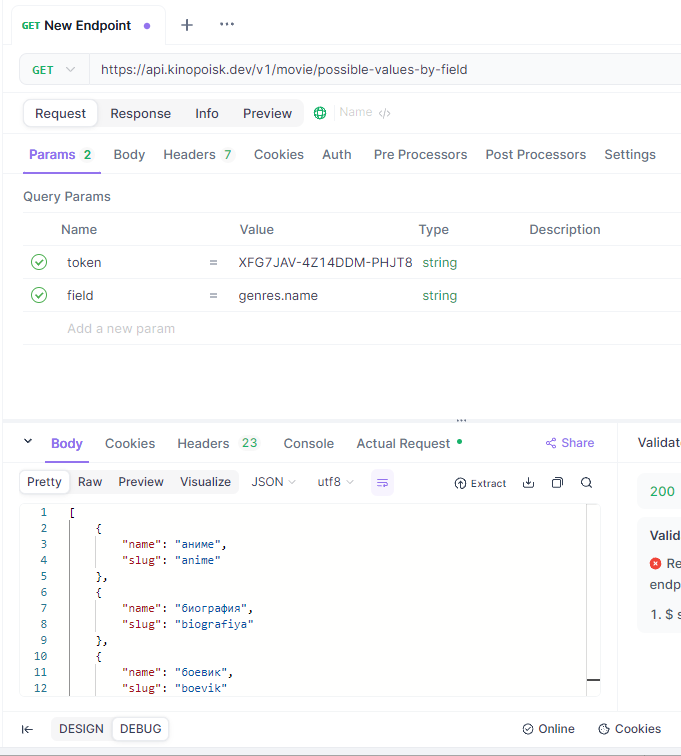 GET New Endpoint
GET https://api.kinopoisk.dev/v1/movie/possible-values-by-field
Request Response Info Preview Name </>
Params 2 Body Headers 7 Cookies Auth Pre Processors Post Processors Settings
Query Params
Name Value Type Description
token = XFG7JAV-4Z14DDM-PHJT8 string
field = genres.name string
Add a new param
Body Cookies Headers 23 Console Actual Request Share Validat
Pretty Raw Preview Visualize JSON utf8 Extract
200
1 [
2 {
3 "name": "аниме",
4 "slug": "anime"
5 },
6 {
7 "name": "биография",
8 "slug": "biografiya"
9 },
10 {
11 "name": "боевик",
12 "slug": "boevik"
Valid
Re
endp
1. $ s
DESIGN DEBUG Online Cookies